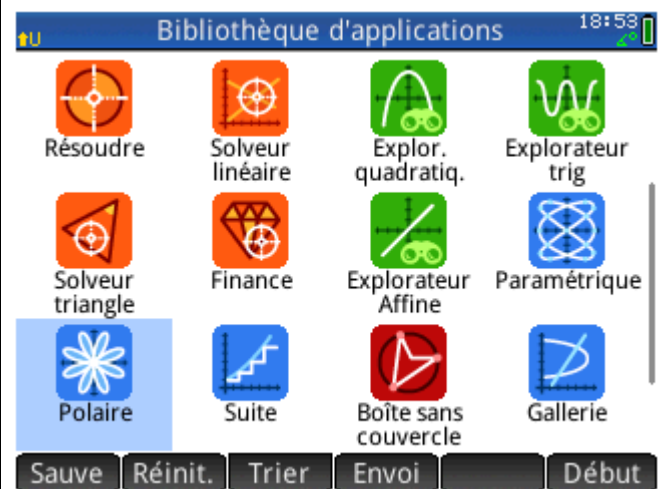 U
Bibliothèque d'applications
18:53
Résoudre
Solveur
linéaire
Explor.
quadratiq.
Explorateur
trig
Solveur
triangle
Finance
Explorateur
Affine
Paramétrique
Polaire
Suite
Boîte sans
couvercle
Gallerie
Sauve Réinit. Trier Envoi Début